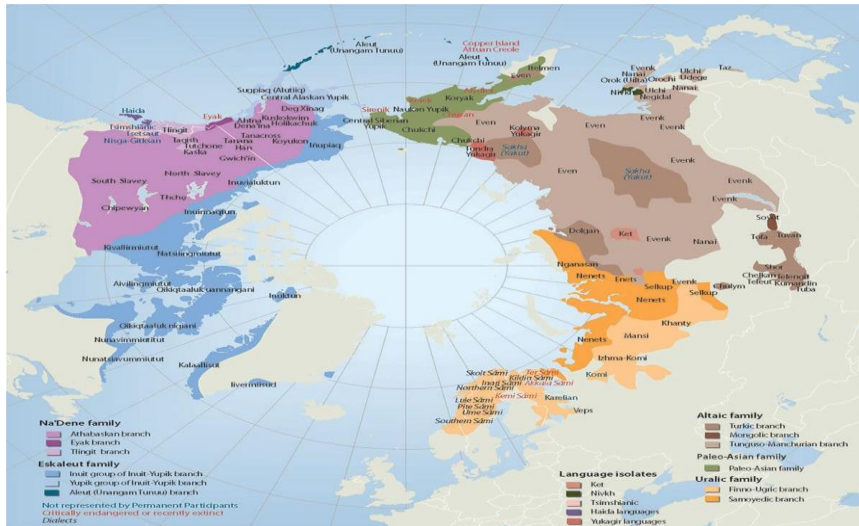 Aleut
(Unangam Tunuu)
Copper Island
Attuan Creole
Aleut
(Unangam Tunuu)
Sugpiaq (Alutiiq)
Central Alaskan Yupik
Itelmen
Even
Alutor
Koryak
Kerek
Naukan Yupik
Sirenik
Central Siberian
Yupik
Chukchi
Chuvan
Chukchi
Even
Tundra
Yukagir
Kolyma
Yukagir
Sakha
(Yakut)
Even
Even
Even
Sakha
(Yakut)
Evenk
Nanai
Orok (Uilta)
Orochi
Ulchi
Udege
Taz
Nivkh
Ulchi
Nanai
Negidal
Evenk
Evenk
Evenk
Evenk
Haida
Tsimshianic
Tsetsaut
Nisga-Gitksan
Tlingit
Eyak
Ahtna
Dena'ina
Deg Xinag
Kuskokwim
Holikachuk
Tanacross
Koyukon
Tanana
Han
Tagish
Tutchone
Kaska
Gwich'in
Inupiaq
South Slavey
North Slavey
Inuvialuktun
Chipewyan
Tlicho
Inuinnaqtun
Kivallirmiutut
Natsilingmiutut
Aivilingmiutut
Qikiqtaaluk uannangani
Inuktun
Qikiqtaaluk nigiani
Nunavimmiutitut
Nunatsiavummiutut
Kalaallisut
Iivermiisud
Dolgan
Ket
Evenk
Nanai
Nganasan
Nenets
Enets
Selkup
Evenk
Selkup
Chulym
Nenets
Khanty
Mansi
Nenets
Izhma-Komi
Komi
Soyot
Tofa
Tuvan
Shor
Chelkan
Telengit
Teleut
Kumandin
Tuba
Skolt Sámi
Ter Sámi
Kildin Sámi
Inari Sámi
Akkala Sámi
Northern Sámi
Kemi Sámi
Lule Sámi
Pite Sámi
Ume Sámi
Southern Sámi
Karelian
Veps
Na'Dene family
Athabaskan branch
Eyak branch
Tlingit branch
Eskaleut family
Inuit group of Inuit-Yupik branch
Yupik group of Inuit-Yupik branch
Aleut (Unangam Tunuu) branch
Not represented by Permanent Participants
Critically endangered or recently extinct
Dialects
Language isolates
Ket
Nivkh
Tsimshianic
Haida languages
Yukagir languages
Altaic family
Turkic branch
Mongolic branch
Tunguso-Manchurian branch
Paleo-Asian family
Paleo-Asian family
Uralic family
Finno-Ugric branch
Samoyedic branch